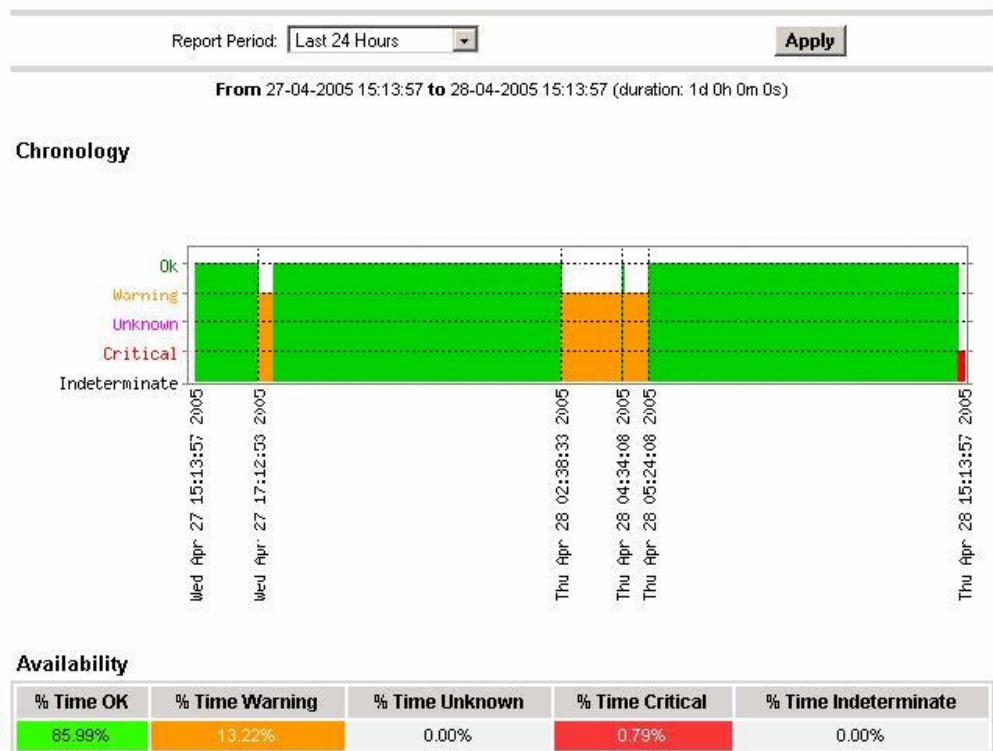 Report Period: Last 24 Hours Apply
From 27-04-2005 15:13:57 to 28-04-2005 15:13:57 (duration: 1d 0h 0m 0s)
Chronology
Ok
Warning
Unknown
Critical
Indeterminate
Wed Apr 27 15:13:57 2005
Wed Apr 27 17:12:53 2005
Thu Apr 28 02:38:33 2005
Thu Apr 28 04:34:08 2005
Thu Apr 28 05:24:08 2005
Thu Apr 28 15:13:57 2005
Availability
% Time OK % Time Warning % Time Unknown % Time Critical % Time Indeterminate
85.99% 13.22% 0.00% 0.79% 0.00%